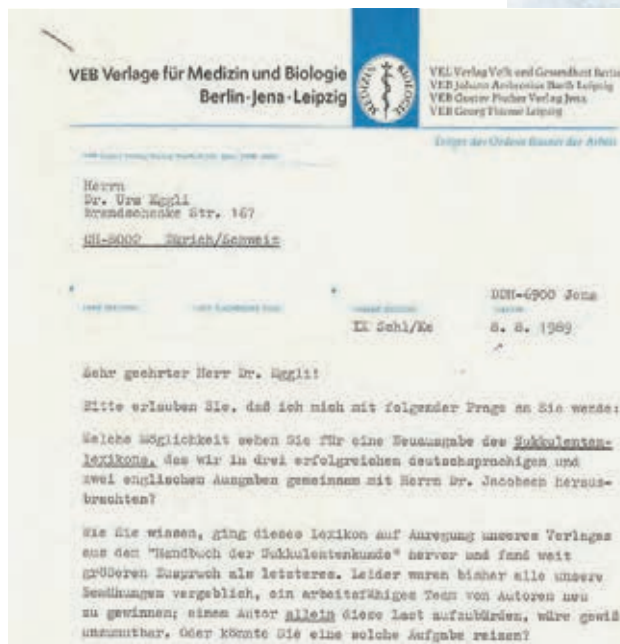 VEB Verlage für Medizin und Biologie
Berlin·Jena·Leipzig
MEDIZIN BIOLOGIE
VEB Verlag Volk und Gesundheit Berlin
VEB Johann Ambrosius Barth Leipzig
VEB Gustav Fischer Verlag Jena
VEB Georg Thieme Leipzig
Träger des Ordens Banner der Arbeit
Herrn
Dr. Urs Eggli
Brandschenke Str. 167
CH-8002 Zürich/Schweiz
DDR-6900 Jena
8. 8. 1989
Sehr geehrter Herr Dr. Eggli!
Bitte erlauben Sie, daß ich mich mit folgender Frage an Sie wende:
Welche Möglichkeit sehen Sie für eine Neuausgabe des Sukkulenten-
lexikons, das wir in drei erfolgreichen deutschsprachigen und
zwei englischen Ausgaben gemeinsam mit Herrn Dr. Jacobsen heraus-
brachten?
Wie Sie wissen, ging dieses Lexikon auf Anregung unseres Verlages
aus dem "Handbuch der Sukkulentenkunde" hervor und fand weit
größeren Zuspruch als letzteres. Leider waren bisher alle unsere
Bemühungen vergeblich, ein arbeitsfähiges Team von Autoren neu
zu gewinnen; einem Autor allein diese Last aufzubürden, wäre gewiß
unzumutbar. Oder könnte Sie eine solche Aufgabe reizen?